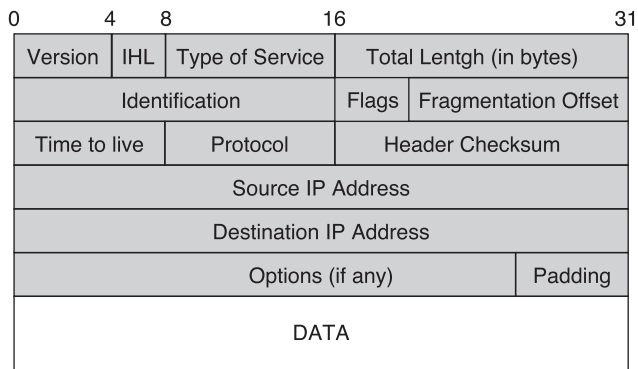 0 4 8 16 31
Version IHL Type of Service Total Lentgh (in bytes)
Identification Flags Fragmentation Offset
Time to live Protocol Header Checksum
Source IP Address
Destination IP Address
Options (if any) Padding
DATA